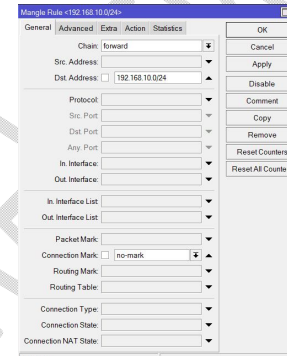 Mangle Rule <192.168.10.0/24>
General Advanced Extra Action Statistics
Chain: forward
Src. Address:
Dst. Address: 192.168.10.0/24
Protocol:
Src. Port:
Dst. Port:
Any. Port:
In. Interface:
Out. Interface:
In. Interface List:
Out. Interface List:
Packet Mark:
Connection Mark: no-mark
Routing Mark:
Routing Table:
Connection Type:
Connection State:
Connection NAT State:
OK
Cancel
Apply
Disable
Comment
Copy
Remove
Reset Counters
Reset All Counte